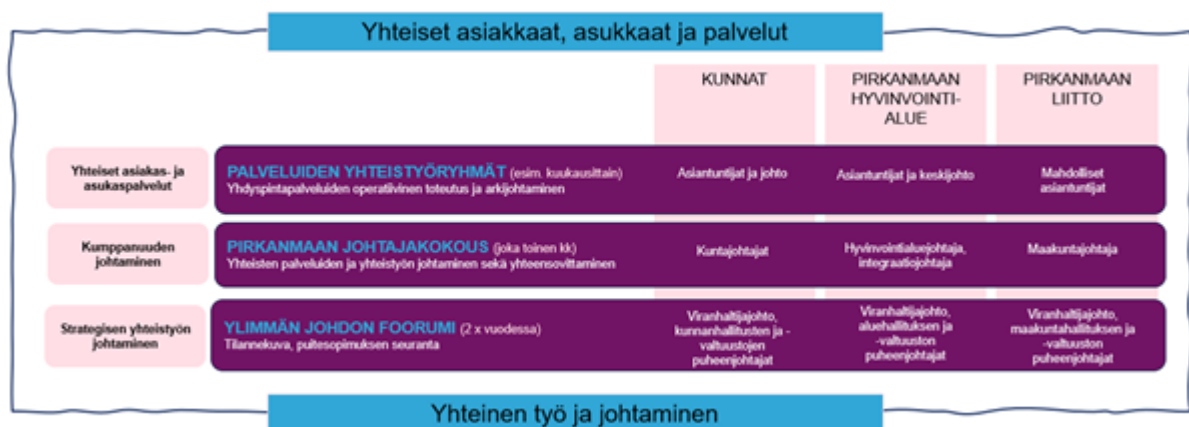 Yhteiset asiakkaat, asukkaat ja palvelut
KUNNAT
PIRKANMAAN
HYVINVOINTI-
ALUE
PIRKANMAAN
LIITTO
Yhteiset asiakas- ja
asukaspalvelut
PALVELUIDEN YHTEISTYÖRYHMÄT (esim. kuukausittain)
Yhdyspintapalveluiden operatiivinen toteutus ja arkijohtaminen
Asiantuntijat ja johto
Asiantuntijat ja keskijohto
Mahdolliset
asiantuntijat
Kumppanuuden
johtaminen
PIRKANMAAN JOHTAJAKOKOUS (joka toinen kk)
Yhteisten palveluiden ja yhteistyön johtaminen sekä yhteensovittaminen
Kuntajohtajat
Hyvinvointialuejohtaja,
integraatiojohtaja
Maakuntajohtaja
Strategisen yhteistyön
johtaminen
YLIMMÄN JOHDON FOORUMI (2 x vuodessa)
Tilannekuva, puitesopimuksen seuranta
Viranhaltijajohto,
kunnanhallitusten ja -
valtuustojen
puheenjohtajat
Viranhaltijajohto,
aluehallituksen ja
-valtuuston
puheenjohtajat
Viranhaltijajohto,
maakuntahallituksen ja
-valtuuston
puheenjohtajat
Yhteinen työ ja johtaminen